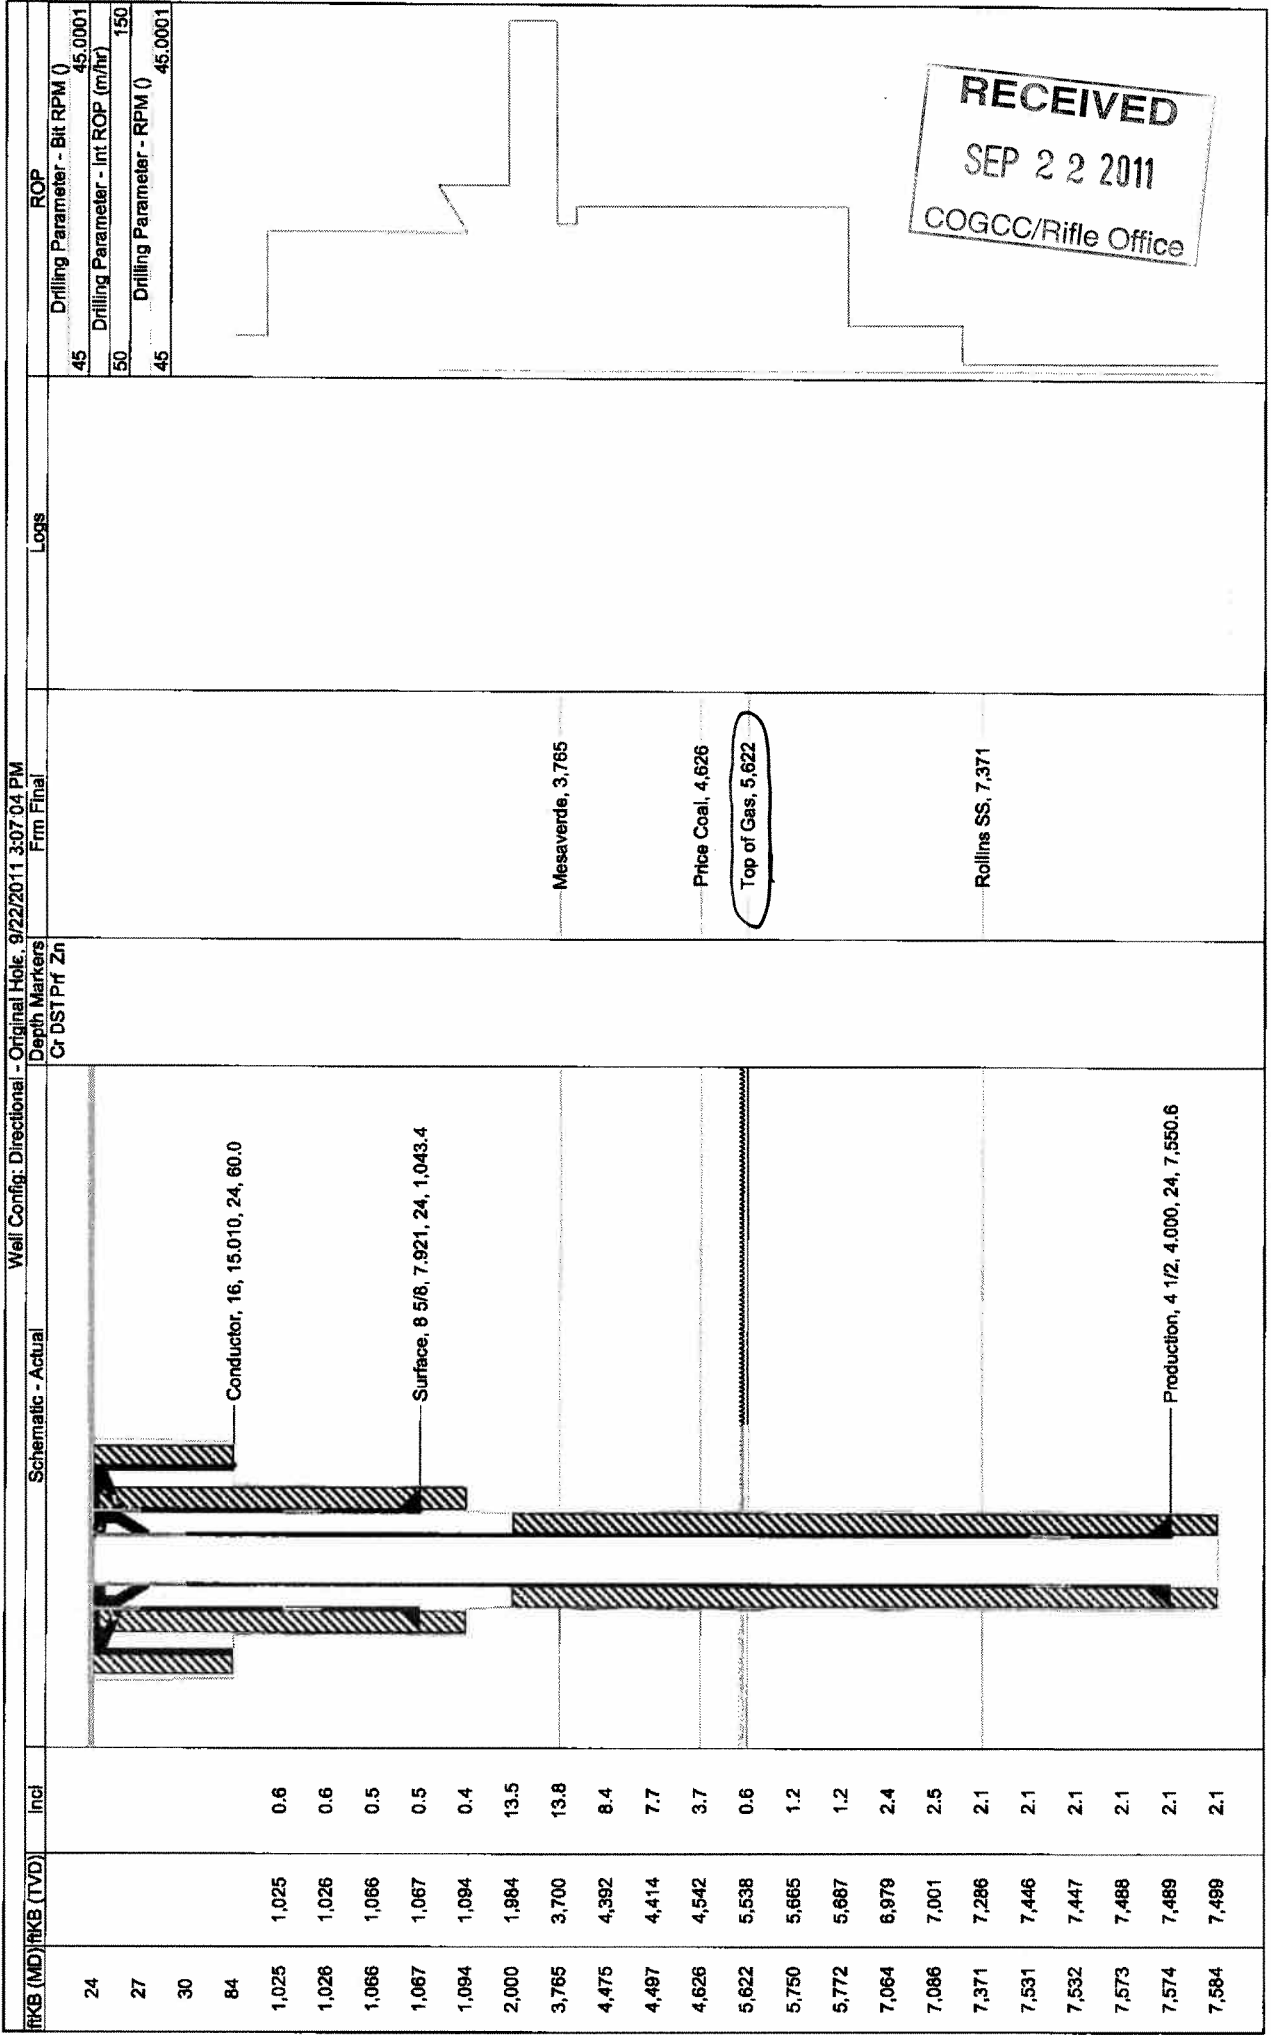 Well Config: Directional - Original Hole, 9/22/2011 3:07:04 PM
ftKB (MD) ftKB (TVD) Incl Schematic - Actual Depth Markers Frm Final Logs ROP
Cr DST Prf Zn
Drilling Parameter - Bit RPM ()
45 45.0001
Drilling Parameter - Int ROP (m/hr)
50 150
Drilling Parameter - RPM ()
45 45.0001
24
27
30
84 Conductor, 16, 15.010, 24, 60.0
1,025 1,025 0.6
1,026 1,026 0.6
1,066 1,066 0.5
1,067 1,067 0.5 Surface, 8 5/8, 7.921, 24, 1,043.4
1,094 1,094 0.4
2,000 1,984 13.5
3,765 3,700 13.8 Mesaverde, 3,765
4,475 4,392 8.4
4,497 4,414 7.7
4,626 4,542 3.7 Price Coal, 4,626
5,622 5,538 0.6 Top of Gas, 5,622
5,750 5,665 1.2
5,772 5,687 1.2
7,064 6,979 2.4
7,086 7,001 2.5
7,371 7,286 2.1 Rollins SS, 7,371
7,531 7,446 2.1
7,532 7,447 2.1
7,573 7,488 2.1
7,574 7,489 2.1 Production, 4 1/2, 4.000, 24, 7,550.6
7,584 7,499 2.1
RECEIVED
SEP 22 2011
COGCC/Rifle Office